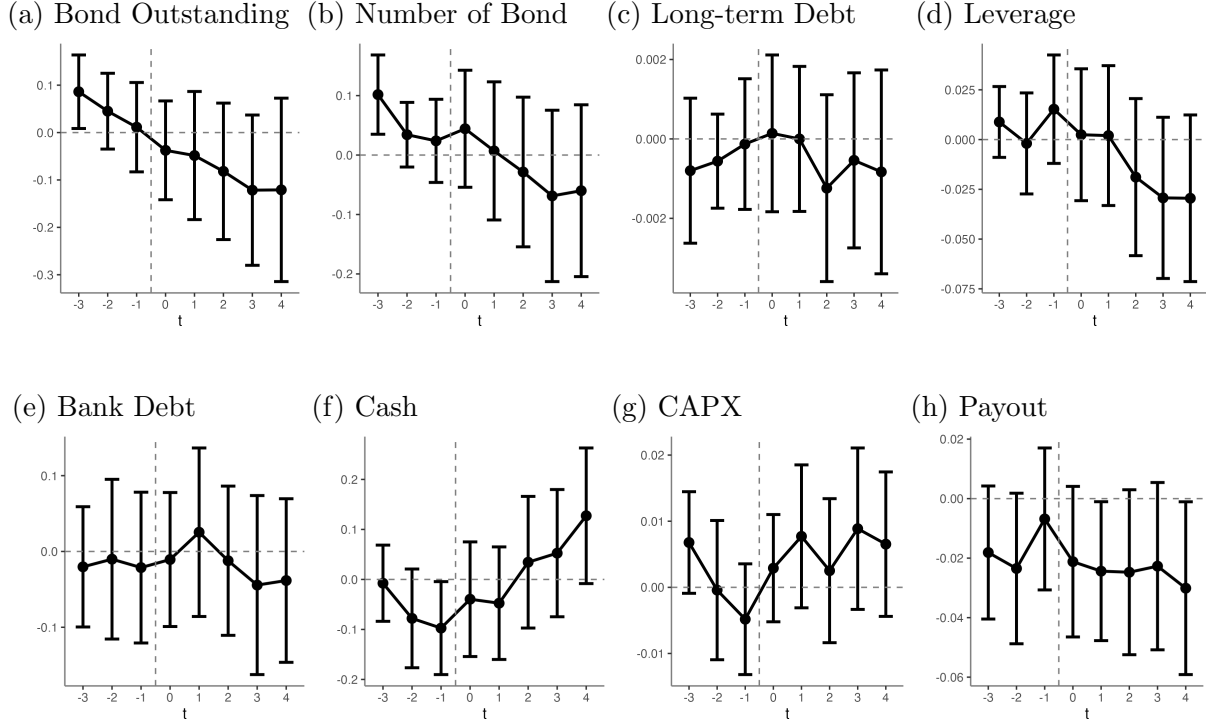 (a) Bond Outstanding (b) Number of Bond (c) Long-term Debt (d) Leverage
0.1
0.0
-0.1
-0.2
-0.3
-3 -2 -1 0 1 2 3 4
t
0.1
0.0
-0.1
-0.2
-3 -2 -1 0 1 2 3 4
t
0.002
0.000
-0.002
-3 -2 -1 0 1 2 3 4
t
0.025
0.000
-0.025
-0.050
-0.075
-3 -2 -1 0 1 2 3 4
t
(e) Bank Debt (f) Cash (g) CAPX (h) Payout
0.1
0.0
-0.1
-3 -2 -1 0 1 2 3 4
t
0.2
0.1
0.0
-0.1
-0.2
-3 -2 -1 0 1 2 3 4
t
0.02
0.01
0.00
-0.01
-3 -2 -1 0 1 2 3 4
t
0.02
0.00
-0.02
-0.04
-0.06
-3 -2 -1 0 1 2 3 4
t